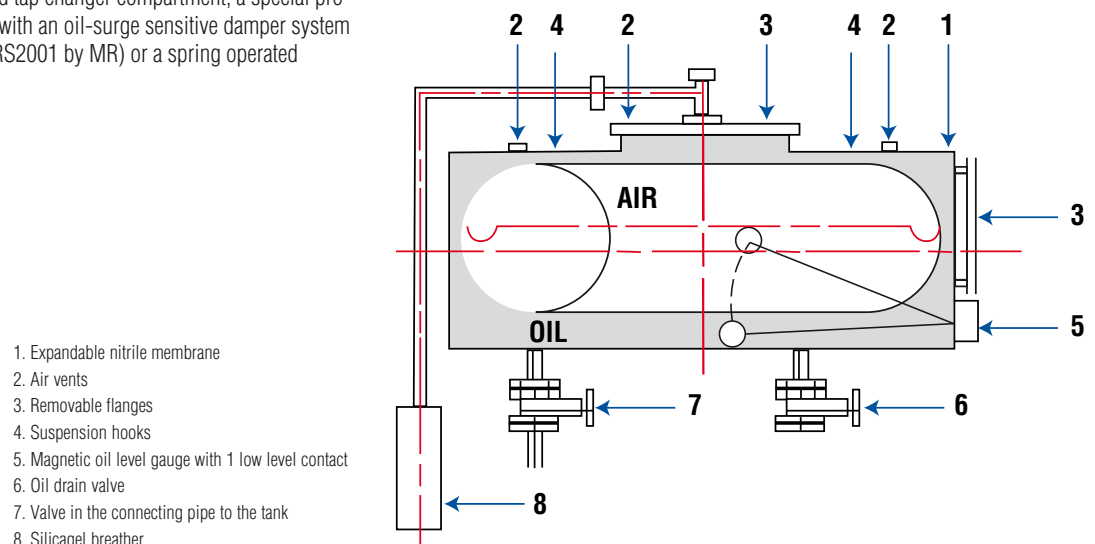 tap changer compartment, a special pro-
with an oil-surge sensitive damper system
RS2001 by MR) or a spring operated
2 4 2 3 4 2 1
AIR
3
OIL
5
7
6
8
1. Expandable nitrile membrane
2. Air vents
3. Removable flanges
4. Suspension hooks
5. Magnetic oil level gauge with 1 low level contact
6. Oil drain valve
7. Valve in the connecting pipe to the tank
8. Silicagel breather